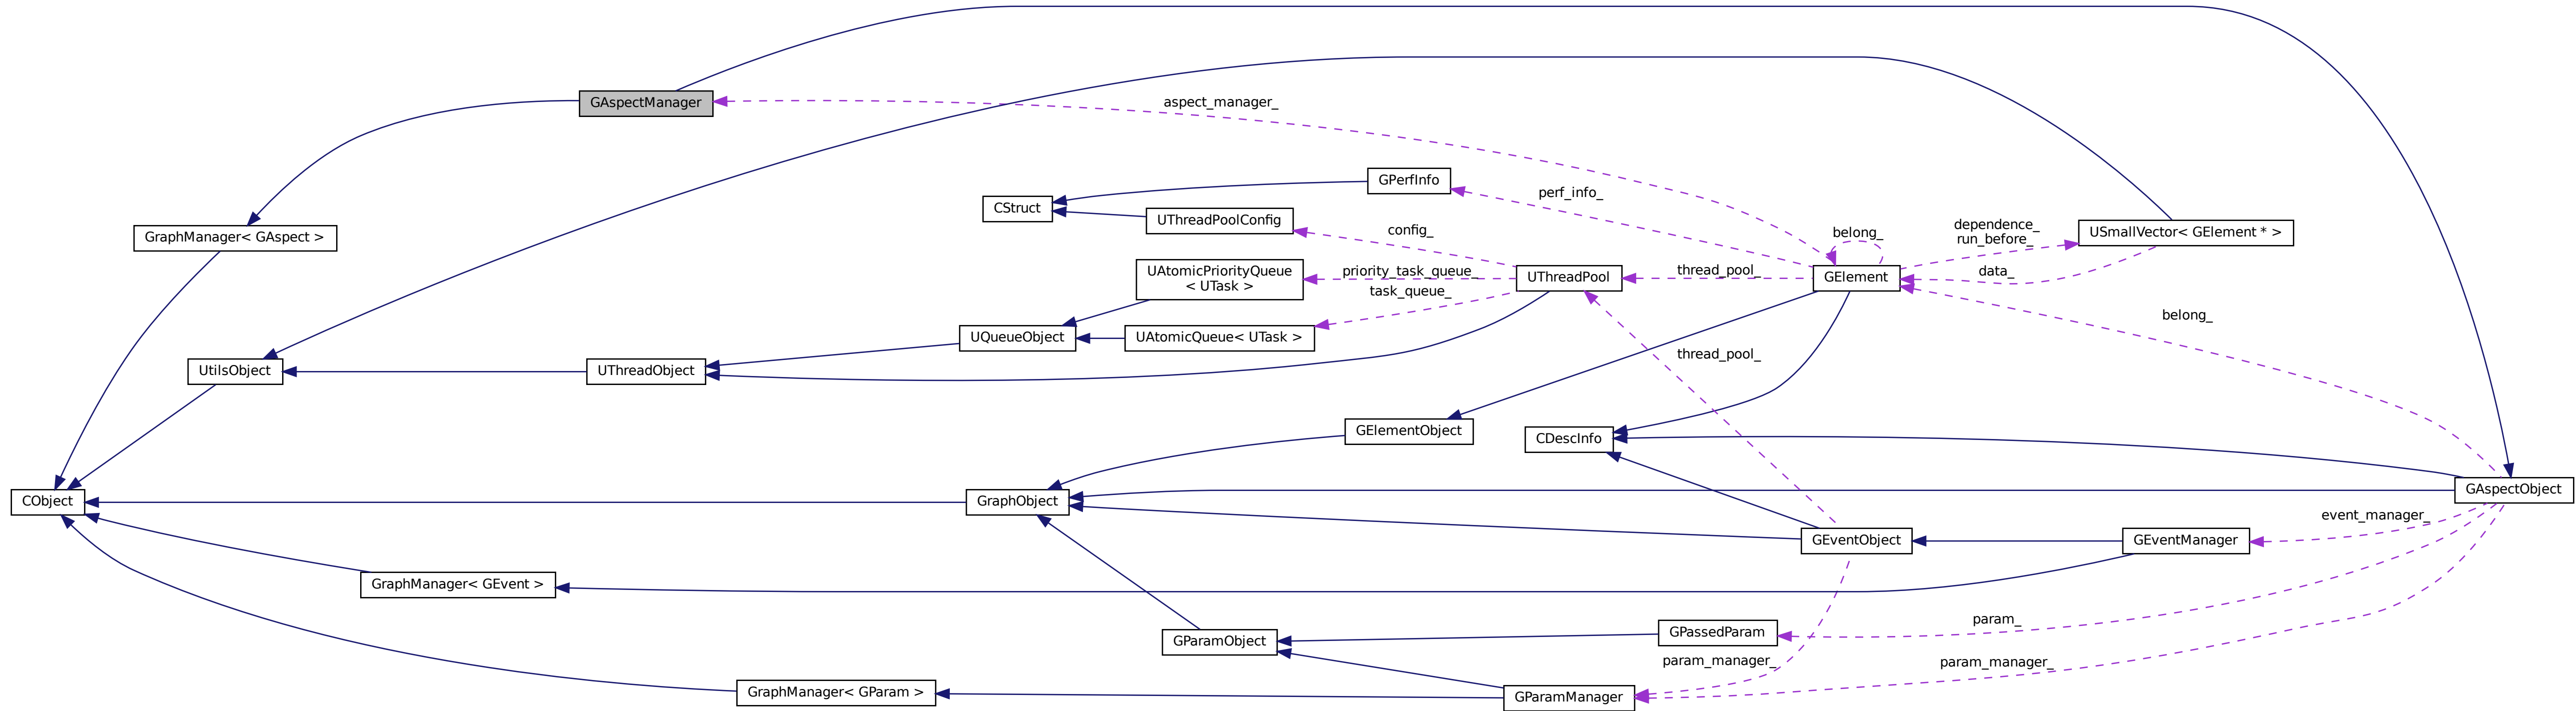 GAspectManager
aspect_manager_
GPerfInfo
perf_info_
CStruct
UThreadPoolConfig
config_
belong_
dependence_
run_before_
USmallVector< GElement * >
GraphManager< GAspect >
UAtomicPriorityQueue
< UTask >
priority_task_queue_
UThreadPool
thread_pool_
GElement
data_
task_queue_
belong_
UQueueObject
UAtomicQueue< UTask >
thread_pool_
UtilsObject
UThreadObject
GElementObject
CDescInfo
CObject
GraphObject
GAspectObject
event_manager_
GEventObject
GEventManager
GraphManager< GEvent >
param_
GParamObject
GPassedParam
param_manager_
param_manager_
GraphManager< GParam >
GParamManager